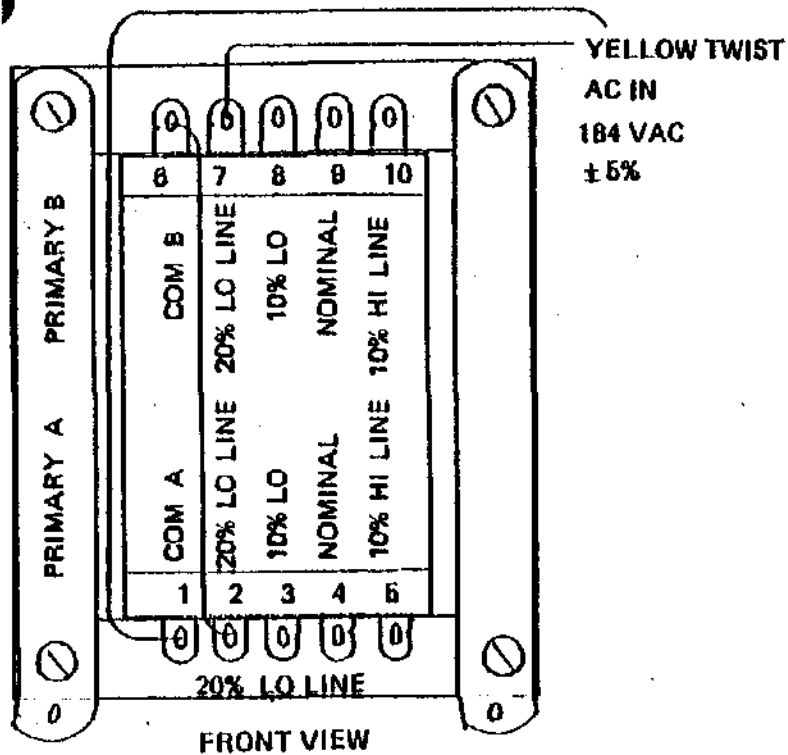 YELLOW TWIST
AC IN
184 VAC
± 5%
6 7 8 9 10
PRIMARY B
COM B
20% LO LINE
10% LO
NOMINAL
10% HI LINE
PRIMARY A
COM A
20% LO LINE
10% LO
NOMINAL
10% HI LINE
1 2 3 4 5
20% LO LINE
FRONT VIEW